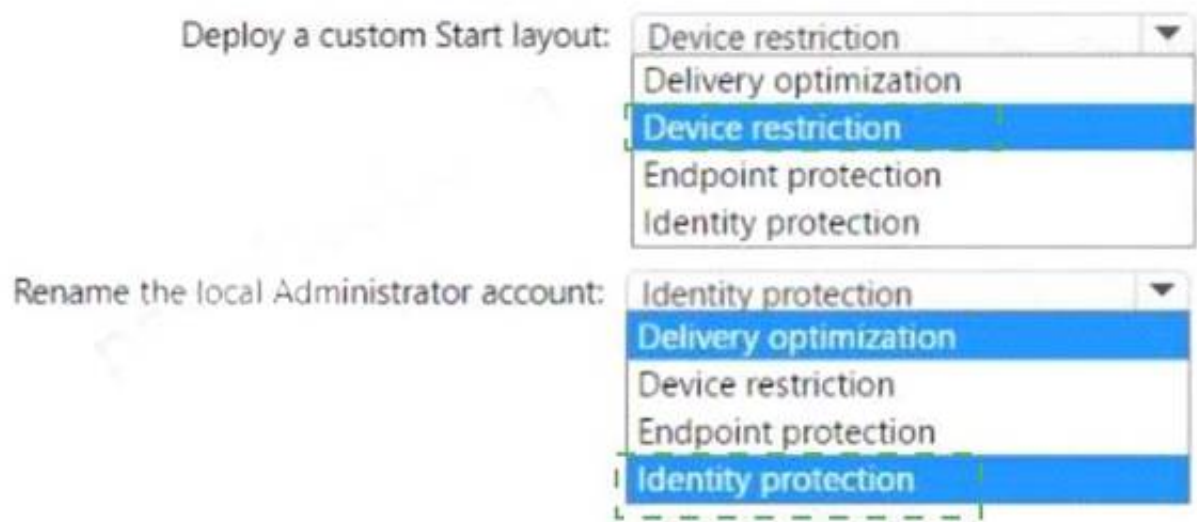 Deploy a custom Start layout: Device restriction
Delivery optimization
Device restriction
Endpoint protection
Identity protection
Rename the local Administrator account: Identity protection
Delivery optimization
Device restriction
Endpoint protection
Identity protection